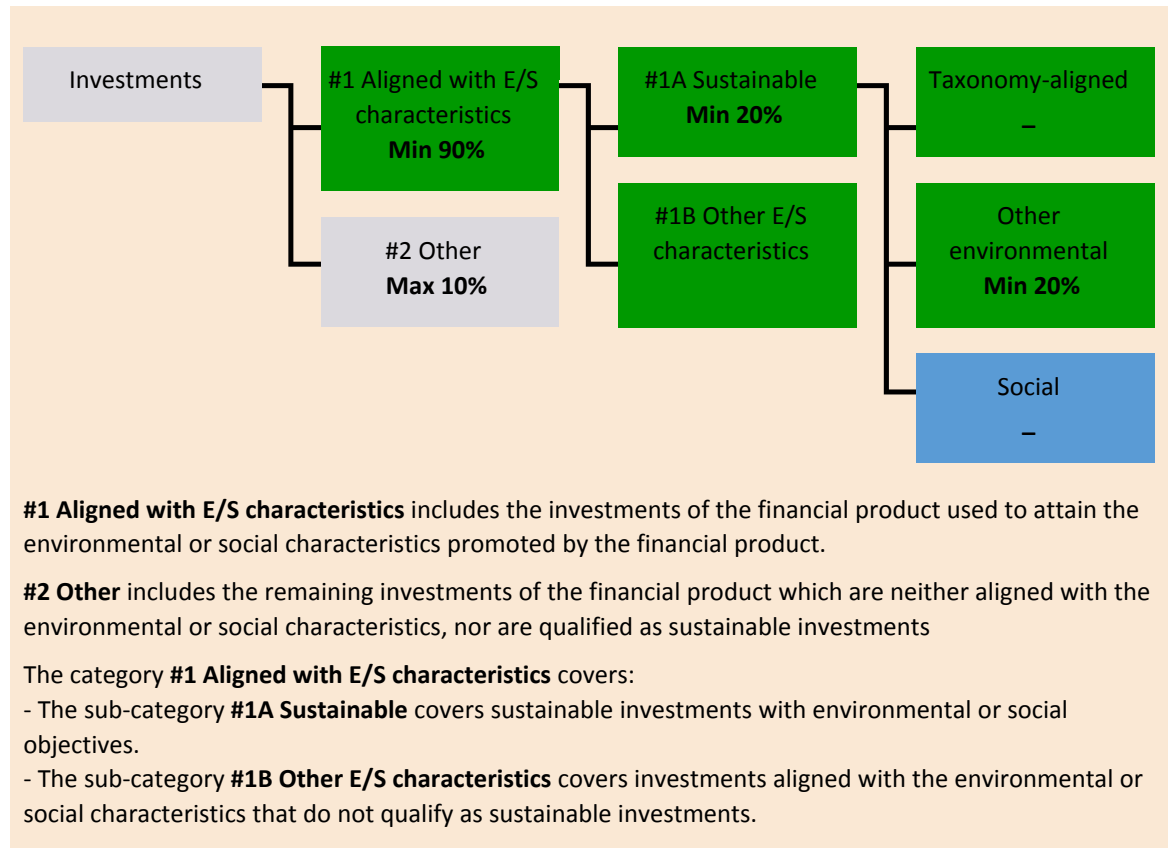 Investments
#1 Aligned with E/S
characteristics
Min 90%
#2 Other
Max 10%
#1A Sustainable
Min 20%
#1B Other E/S
characteristics
Taxonomy-aligned
–
Other
environmental
Min 20%
Social
–
#1 Aligned with E/S characteristics includes the investments of the financial product used to attain the
environmental or social characteristics promoted by the financial product.
#2 Other includes the remaining investments of the financial product which are neither aligned with the
environmental or social characteristics, nor are qualified as sustainable investments
The category #1 Aligned with E/S characteristics covers:
- The sub-category #1A Sustainable covers sustainable investments with environmental or social
objectives.
- The sub-category #1B Other E/S characteristics covers investments aligned with the environmental or
social characteristics that do not qualify as sustainable investments.